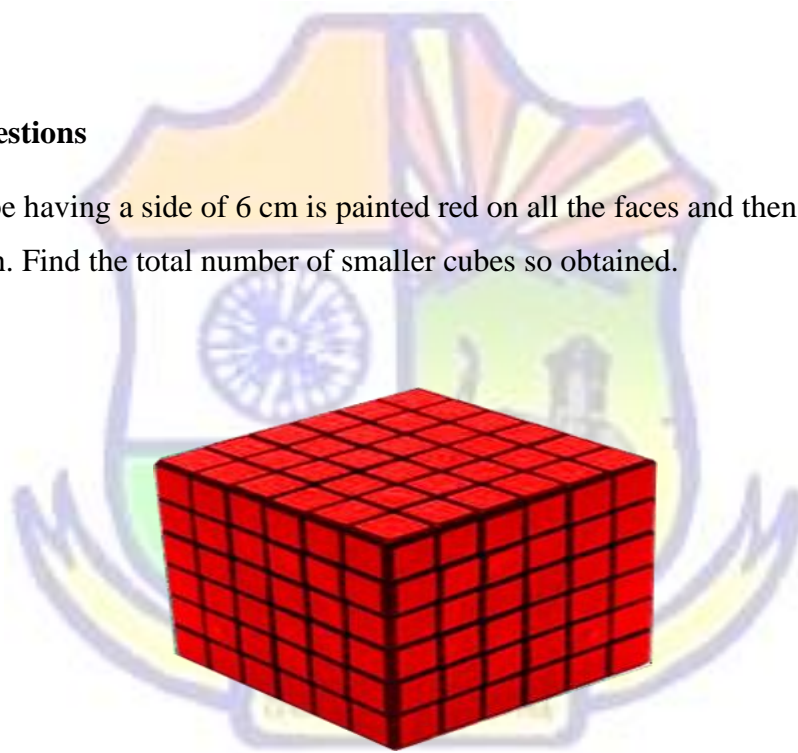 estions
e having a side of 6 cm is painted red on all the faces and then
. Find the total number of smaller cubes so obtained.